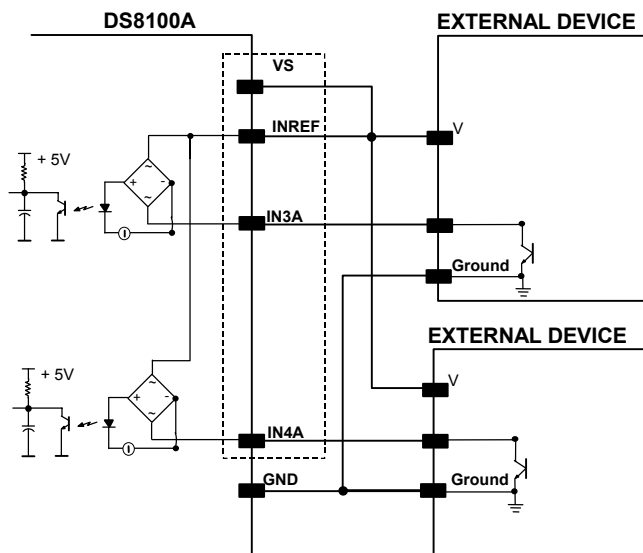 DS8100A
EXTERNAL DEVICE
VS
INREF
V
+ 5V
IN3A
Ground
EXTERNAL DEVICE
V
+ 5V
IN4A
GND
Ground